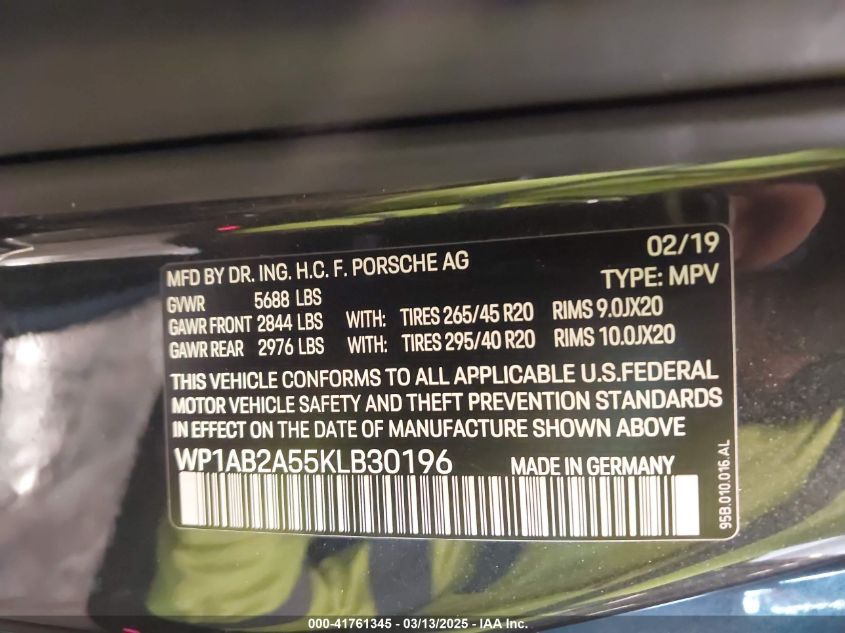 MFD BY DR. ING. H.C. F. PORSCHE AG 02/19
TYPE: MPV
GVWR 5688 LBS
GAWR FRONT 2844 LBS WITH: TIRES 265/45 R20 RIMS 9.0JX20
GAWR REAR 2976 LBS WITH: TIRES 295/40 R20 RIMS 10.0JX20
THIS VEHICLE CONFORMS TO ALL APPLICABLE U.S.FEDERAL
MOTOR VEHICLE SAFETY AND THEFT PREVENTION STANDARDS
IN EFFECT ON THE DATE OF MANUFACTURE SHOWN ABOVE
WP1AB2A55KLB30196 MADE IN GERMANY
95B.010.016.AL
000-41761345 - 03/13/2025 - IAA Inc.